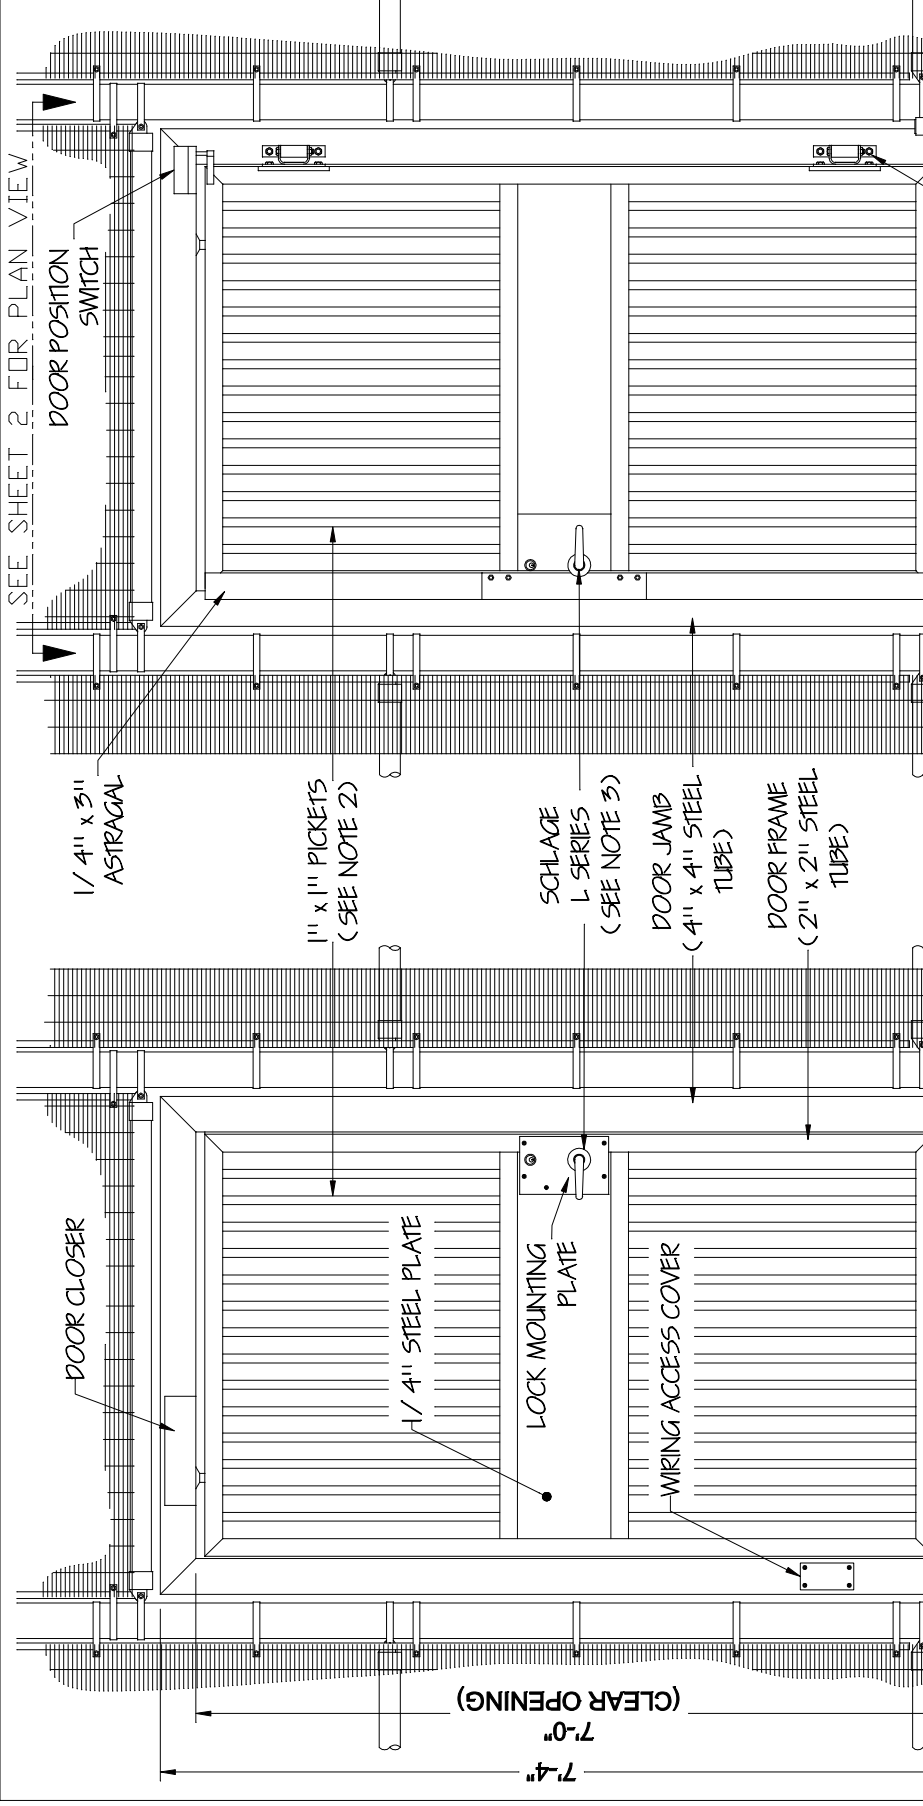 SEE SHEET 2 FOR PLAN VIEW
DOOR POSITION
SWITCH
DOOR CLOSER
1/4" x 3"
ASTRAGAL
1" x 1" PICKETS
(SEE NOTE 2)
1/4" STEEL PLATE
SCHLAGE
L SERIES
(SEE NOTE 3)
LOCK MOUNTING
PLATE
DOOR JAMB
(4" x 4" STEEL
TUBE)
WIRING ACCESS COVER
DOOR FRAME
(2" x 2" STEEL
TUBE)
7'-0"
(CLEAR OPENING)
7'-4"